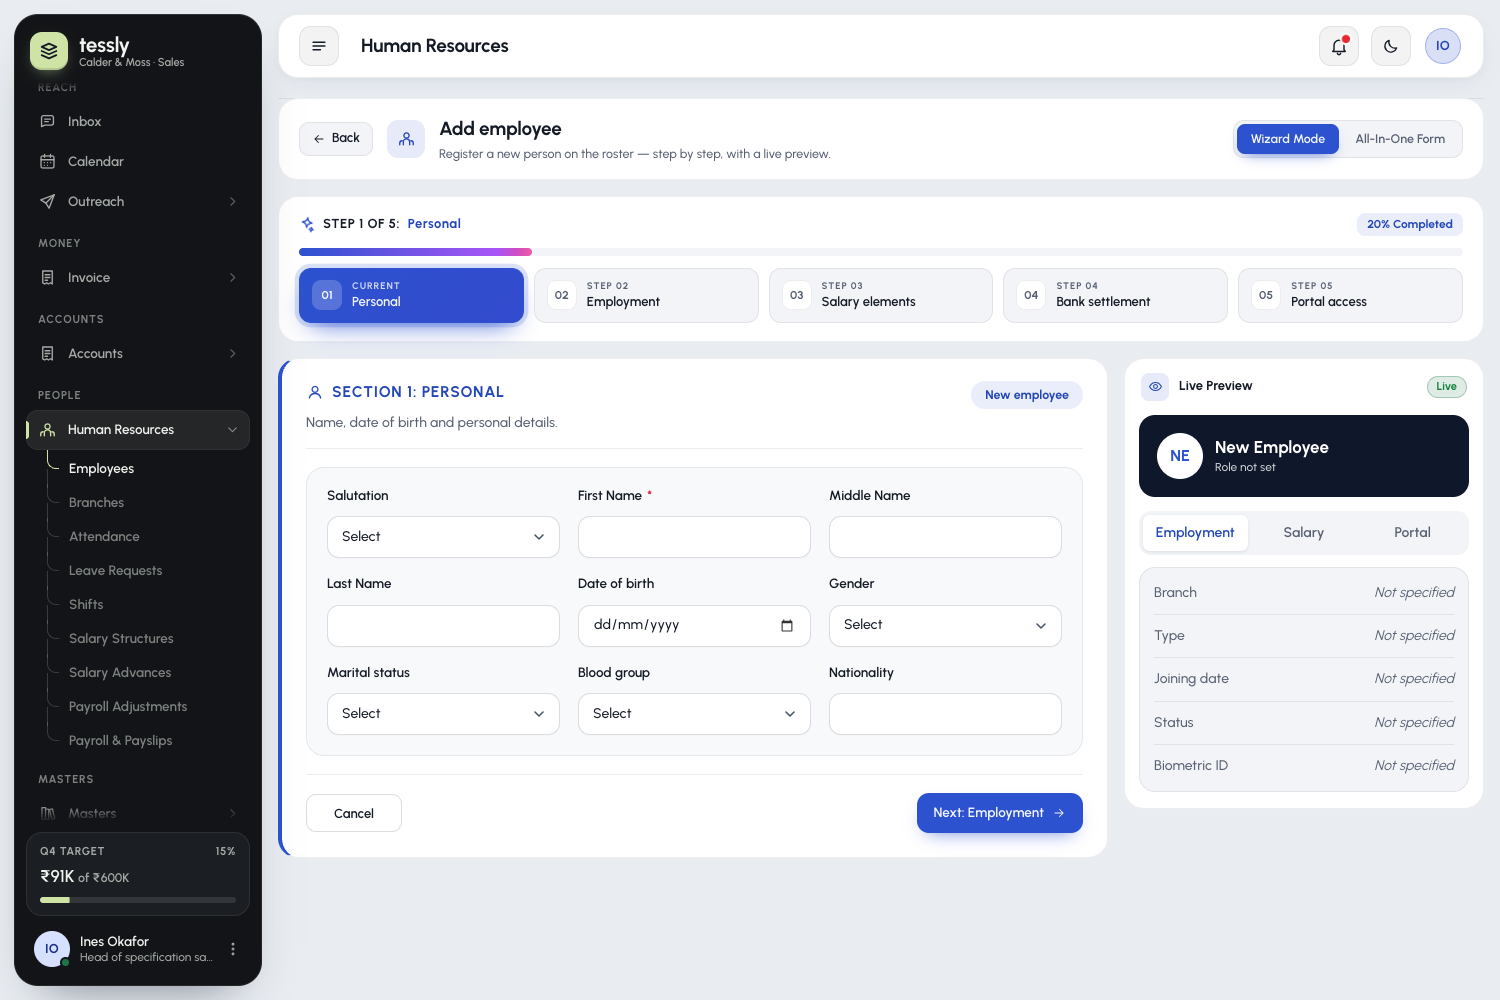 tessly
Calder & Moss · Sales
REACH
Inbox
Calendar
Outreach
MONEY
Invoice
ACCOUNTS
Accounts
PEOPLE
Human Resources
Employees
Branches
Attendance
Leave Requests
Shifts
Salary Structures
Salary Advances
Payroll Adjustments
Payroll & Payslips
MASTERS
Masters
Q4 TARGET 15%
₹91K of ₹600K
IO
Ines Okafor
Head of specification sa...
Human Resources
IO
Back
Add employee
Register a new person on the roster — step by step, with a live preview.
Wizard Mode
All-In-One Form
STEP 1 OF 5: Personal
20% Completed
01
CURRENT
Personal
02
STEP 02
Employment
03
STEP 03
Salary elements
04
STEP 04
Bank settlement
05
STEP 05
Portal access
SECTION 1: PERSONAL
New employee
Name, date of birth and personal details.
Salutation
First Name *
Middle Name
Select
Last Name
Date of birth
Gender
dd/mm/yyyy
Select
Marital status
Blood group
Nationality
Select
Select
Cancel
Next: Employment
Live Preview
Live
NE
New Employee
Role not set
Employment
Salary
Portal
Branch Not specified
Type Not specified
Joining date Not specified
Status Not specified
Biometric ID Not specified